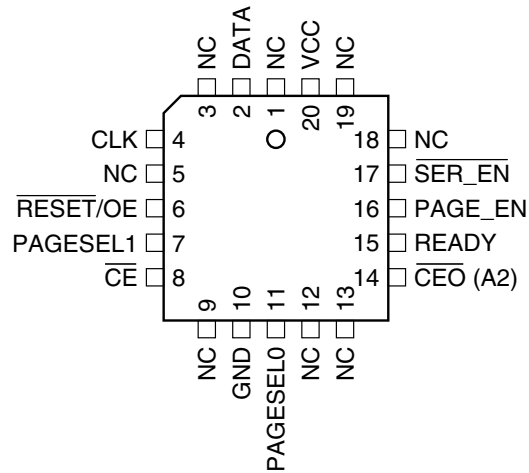 NC DATA NC VCC NC
3 2 1 20 19
CLK 4 18 NC
NC 5 17 SER_EN
RESET/OE 6 16 PAGE_EN
PAGESEL1 7 15 READY
CE 8 14 CEO (A2)
9 10 11 12 13
NC GND PAGESEL0 NC NC